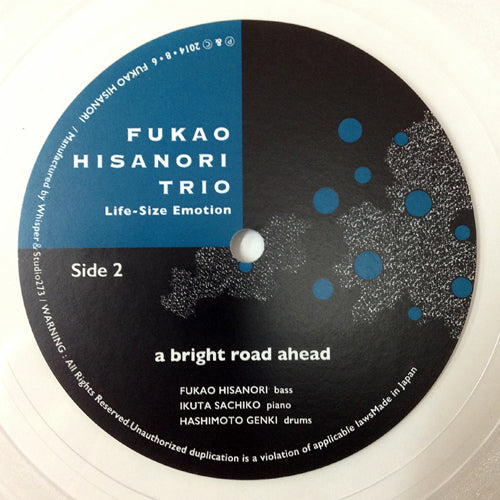 FUKAO
HISANORI
TRIO
Life-Size Emotion
Side 2
a bright road ahead
FUKAO HISANORI bass
IKUTA SACHIKO piano
HASHIMOTO GENKI drums
℗ & © 2014・8・6 FUKAO HISANORI / Manufactured by Whisper & Studio273 / WARNING : All Rights Reserved.Unauthorized duplication is a violation of applicable lawsMade in Japan